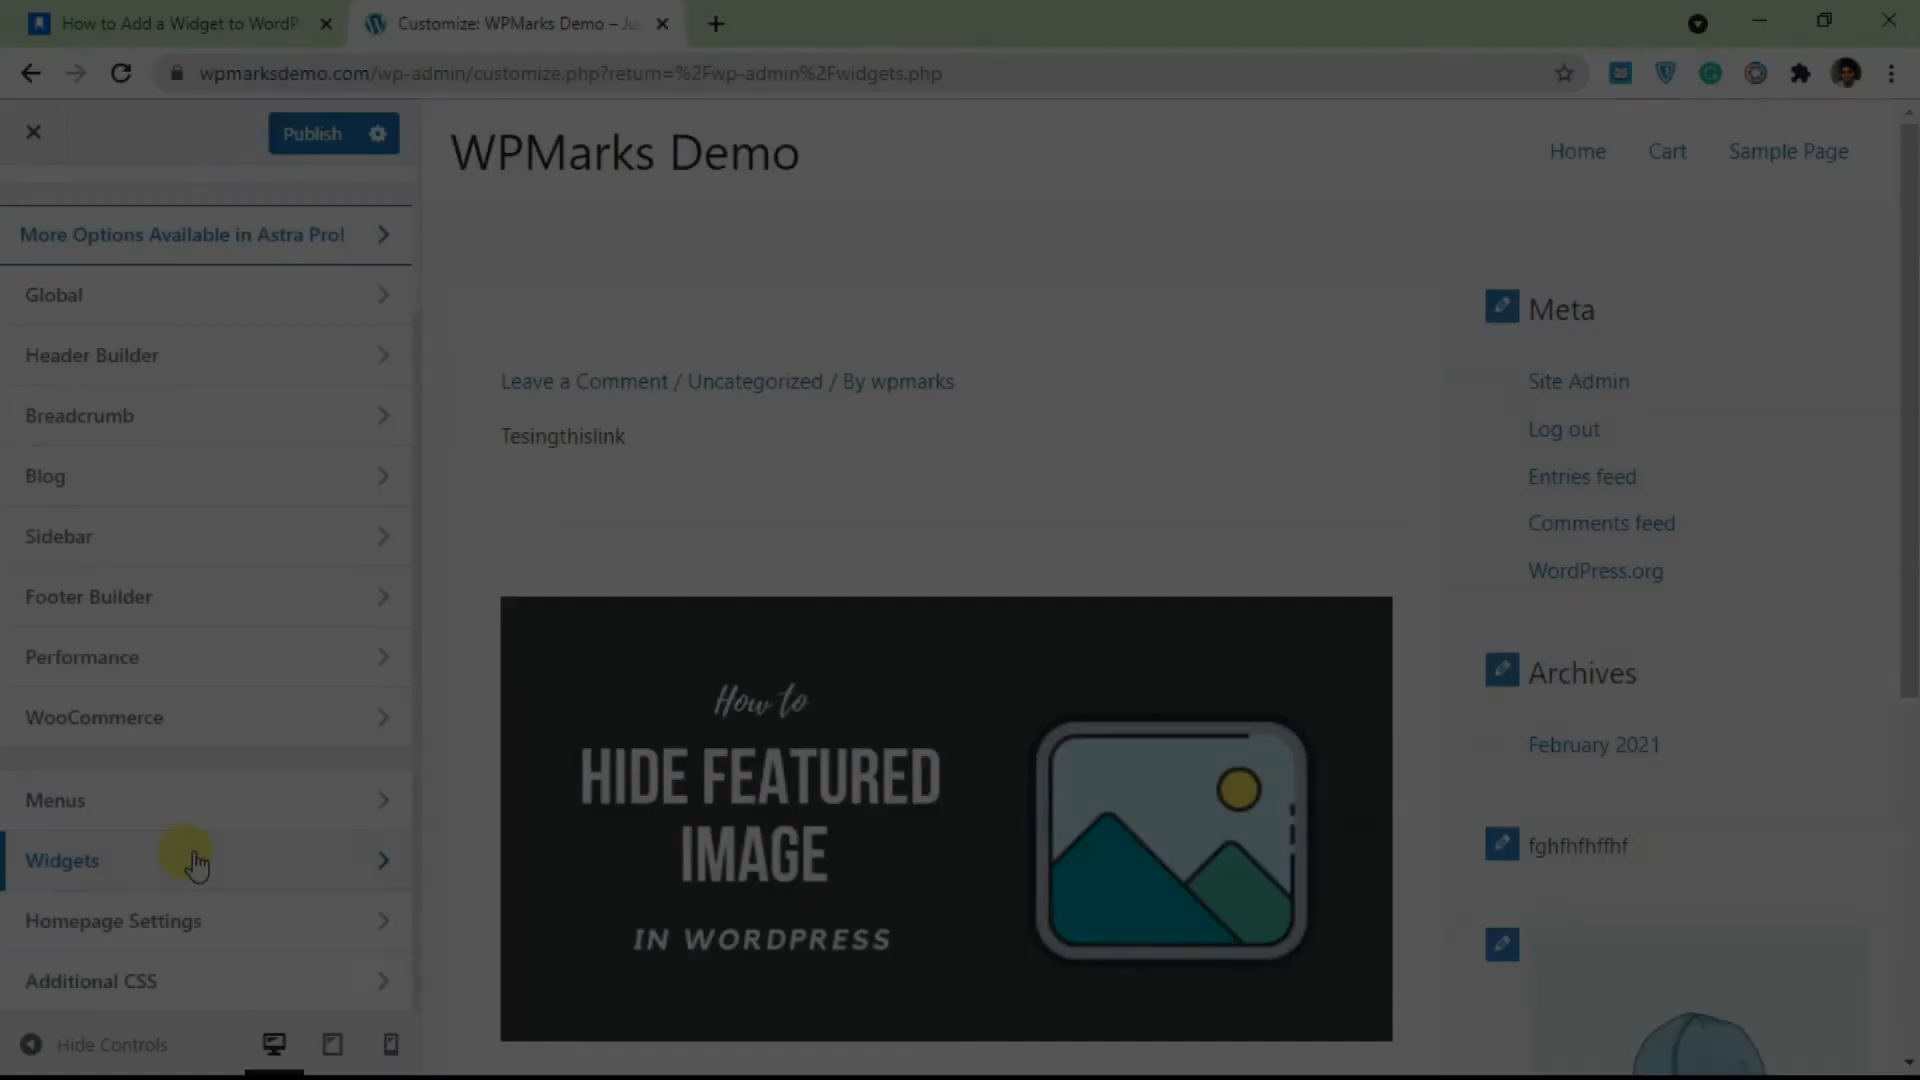 How to Add a Widget to WordP
Customize: WPMarks Demo – Ju
wpmarksdemo.com/wp-admin/customize.php?return=%2Fwp-admin%2Fwidgets.php
Publish
WPMarks Demo
Home
Cart
Sample Page
More Options Available in Astra Pro!
Global
Header Builder
Breadcrumb
Blog
Sidebar
Footer Builder
Performance
WooCommerce
Menus
Widgets
Homepage Settings
Additional CSS
Hide Controls
Leave a Comment / Uncategorized / By wpmarks
Tesingthislink
How to
HIDE FEATURED
IMAGE
IN WORDPRESS
Meta
Site Admin
Log out
Entries feed
Comments feed
WordPress.org
Archives
February 2021
fghfhfhffhf